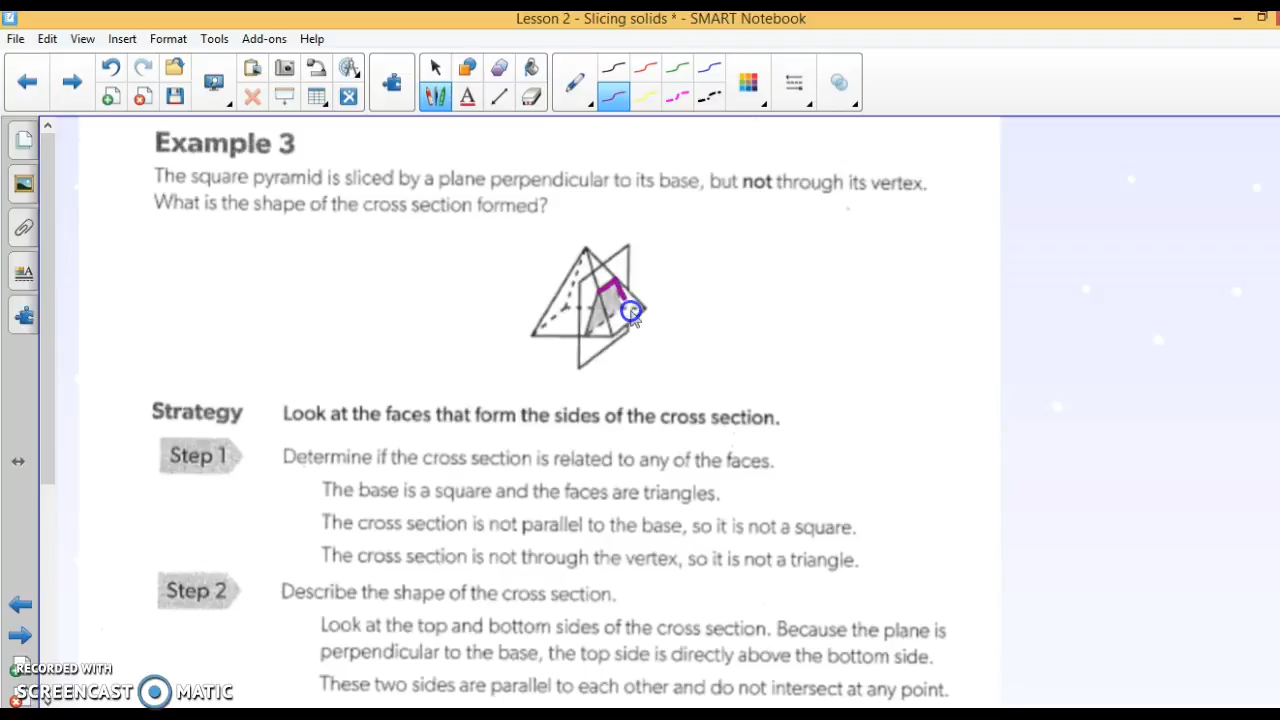 Lesson 2 - Slicing solids * - SMART Notebook
File Edit View Insert Format Tools Add-ons Help
Example 3
The square pyramid is sliced by a plane perpendicular to its base, but not through its vertex.
What is the shape of the cross section formed?
Strategy Look at the faces that form the sides of the cross section.
Step 1 Determine if the cross section is related to any of the faces.
The base is a square and the faces are triangles.
The cross section is not parallel to the base, so it is not a square.
The cross section is not through the vertex, so it is not a triangle.
Step 2 Describe the shape of the cross section.
Look at the top and bottom sides of the cross section. Because the plane is
perpendicular to the base, the top side is directly above the bottom side.
These two sides are parallel to each other and do not intersect at any point.
RECORDED WITH
SCREENCAST MATIC